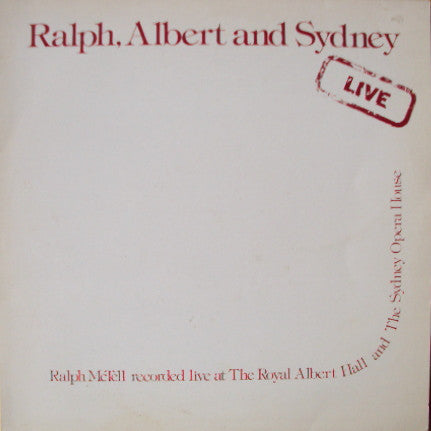 Ralph, Albert and Sydney
LIVE
Ralph McTell recorded live at The Royal Albert Hall and The Sydney Opera House